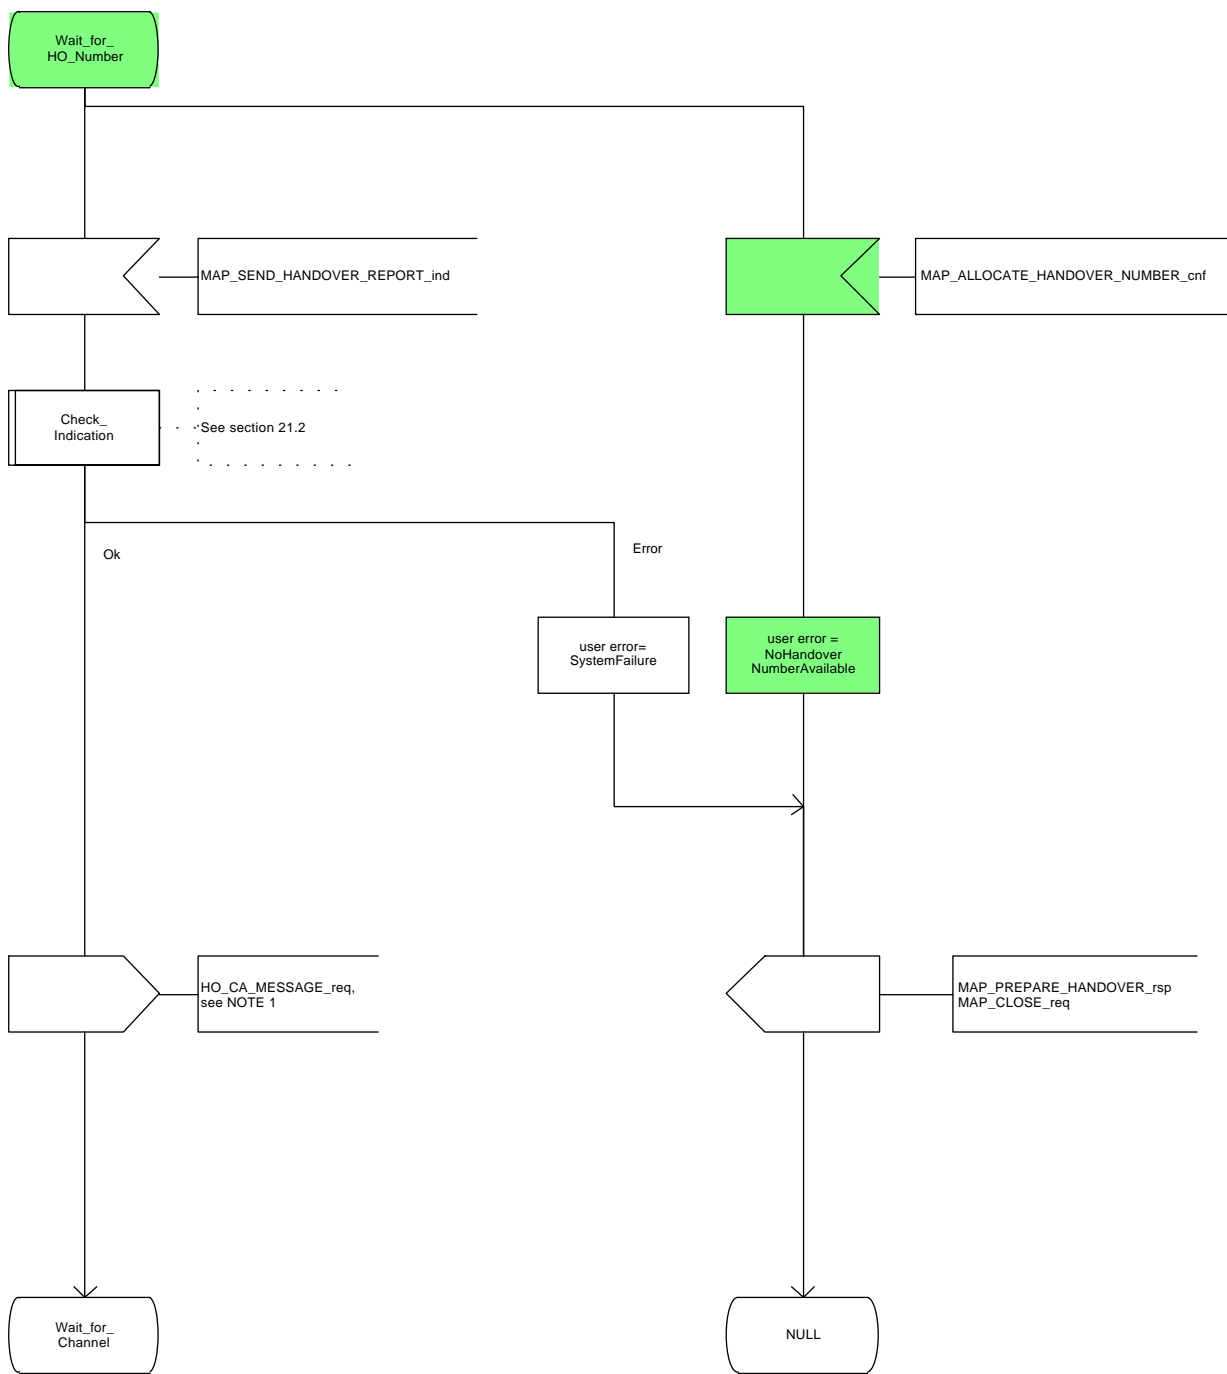 Wait_for_
HO_Number
MAP_SEND_HANDOVER_REPORT_ind
MAP_ALLOCATE_HANDOVER_NUMBER_cnf
Check_
Indication
See section 21.2
Ok
Error
user error=
SystemFailure
user error =
NoHandover
NumberAvailable
HO_CA_MESSAGE_req,
see NOTE 1
MAP_PREPARE_HANDOVER_rsp
MAP_CLOSE_req
Wait_for_
Channel
NULL